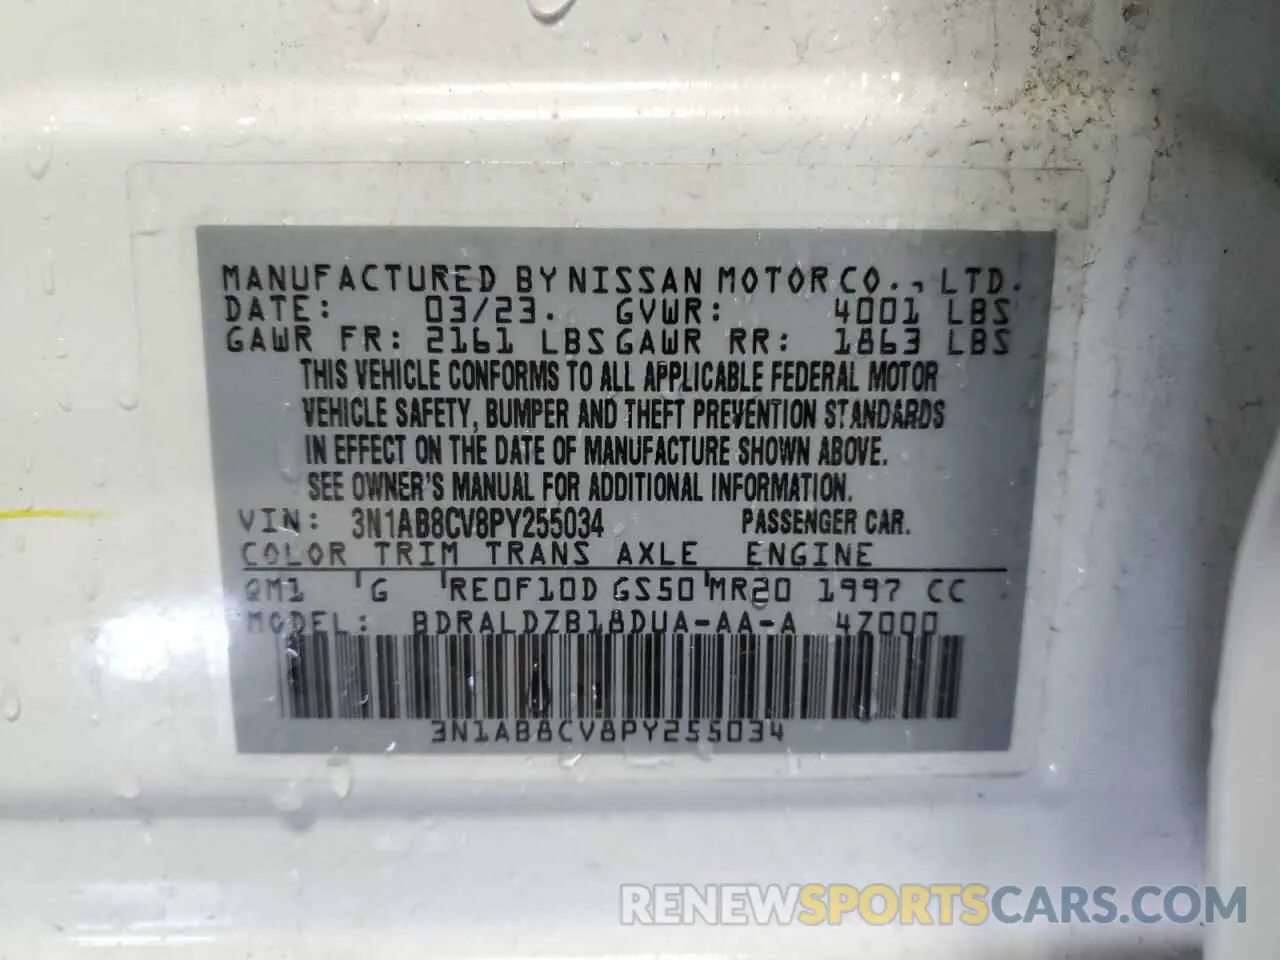 MANUFACTURED BY NISSAN MOTOR CO., LTD.
DATE: 03/23. GVWR: 4001 LBS
GAWR FR: 2161 LBS GAWR RR: 1863 LBS
THIS VEHICLE CONFORMS TO ALL APPLICABLE FEDERAL MOTOR
VEHICLE SAFETY, BUMPER AND THEFT PREVENTION STANDARDS
IN EFFECT ON THE DATE OF MANUFACTURE SHOWN ABOVE.
SEE OWNER'S MANUAL FOR ADDITIONAL INFORMATION.
VIN: 3N1AB8CV8PY255034 PASSENGER CAR.
COLOR TRIM TRANS AXLE ENGINE
QM1 G RE0F10D GS50 MR20 1997 CC
MODEL: BDRALDZB18DUA-AA-A 4Z000
3N1AB8CV8PY255034
RENEWSPORTSCARS.COM